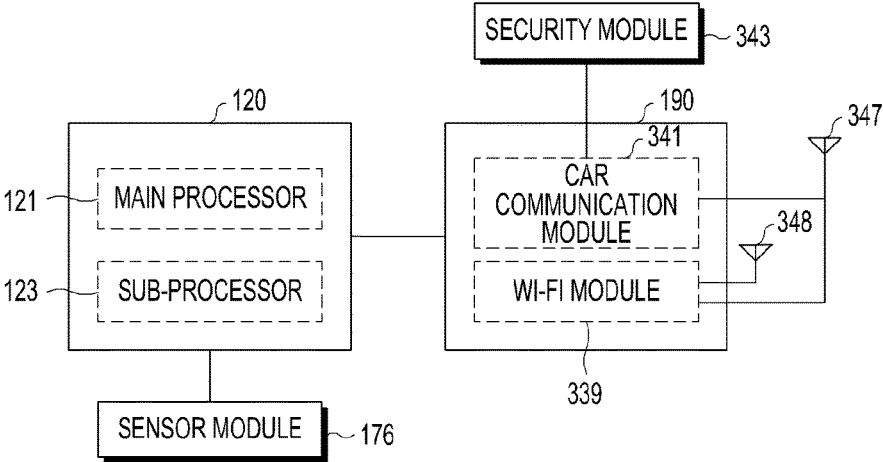 SECURITY MODULE
343
120
190
347
341
121
MAIN PROCESSOR
CAR
COMMUNICATION
MODULE
348
123
SUB-PROCESSOR
WI-FI MODULE
339
SENSOR MODULE
176